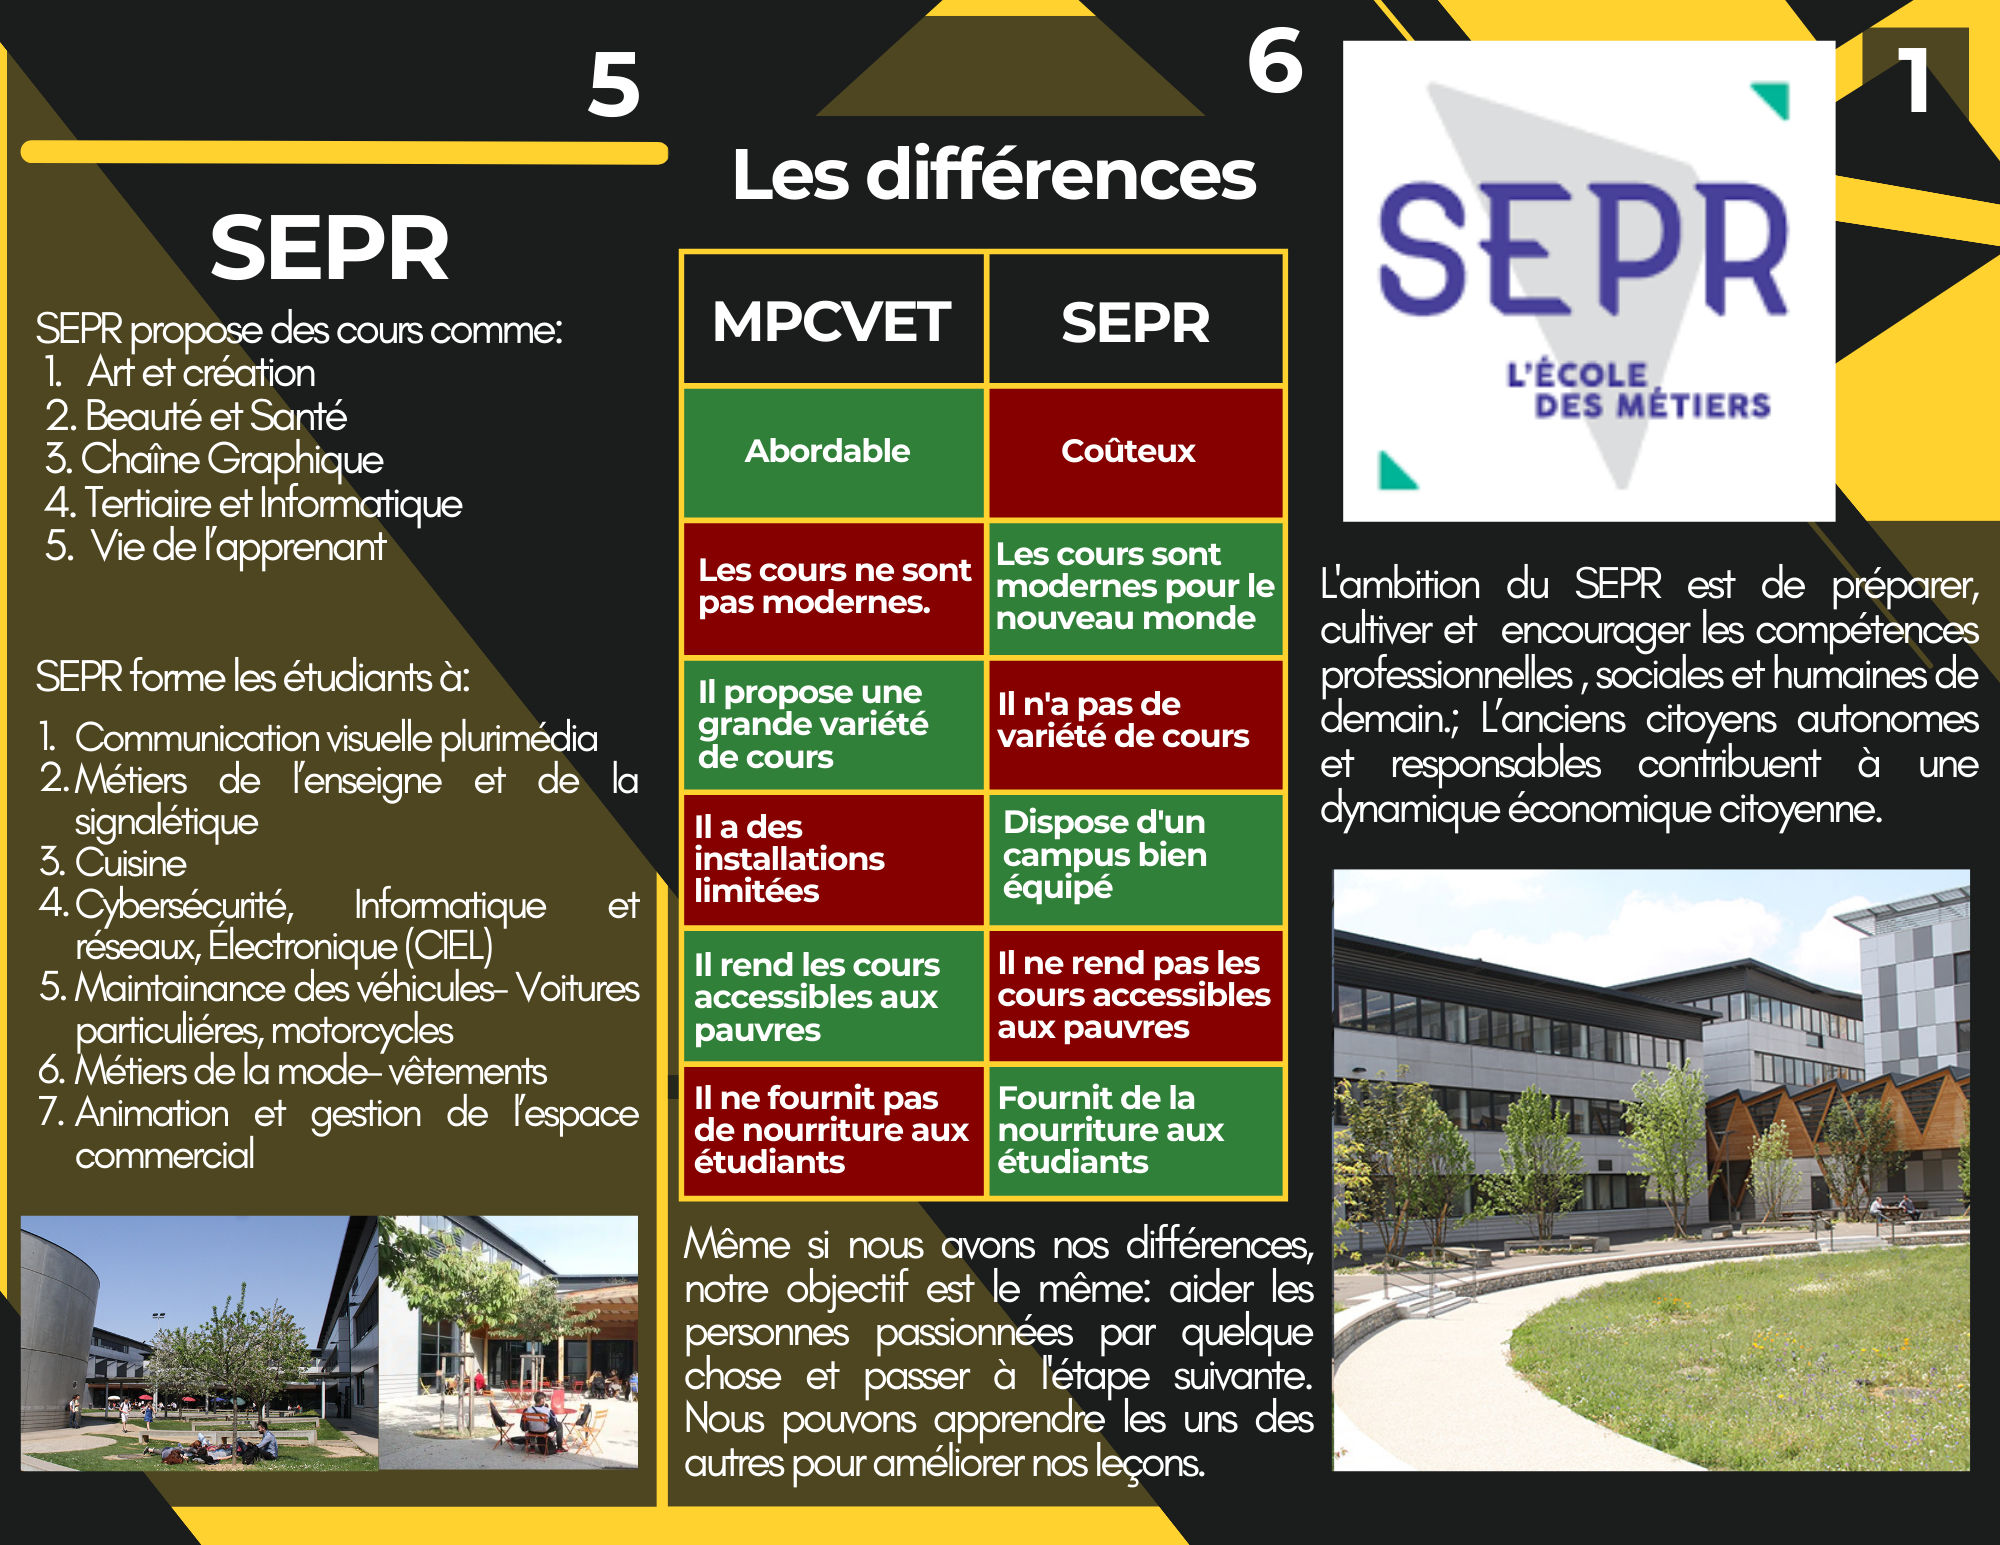 5
SEPR
SEPR propose des cours comme:
1. Art et création
2. Beauté et Santé
3. Chaîne Graphique
4. Tertiaire et Informatique
5. Vie de l'apprenant
SEPR forme les étudiants à:
1. Communication visuelle plurimédia
2. Métiers de l'enseigne et de la
signalétique
3. Cuisine
4. Cybersécurité, Informatique et
réseaux, Électronique (CIEL)
5. Maintainance des véhicules- Voitures
particuliéres, motorcycles
6. Métiers de la mode- vêtements
7. Animation et gestion de l'espace
commercial
6
Les différences
MPCVET
SEPR
Abordable
Coûteux
Les cours ne sont
pas modernes.
Les cours sont
modernes pour le
nouveau monde
Il propose une
grande variété
de cours
Il n'a pas de
variété de cours
Il a des
installations
limitées
Dispose d'un
campus bien
équipé
Il rend les cours
accessibles aux
pauvres
Il ne rend pas les
cours accessibles
aux pauvres
Il ne fournit pas
de nourriture aux
étudiants
Fournit de la
nourriture aux
étudiants
Même si nous avons nos différences,
notre objectif est le même: aider les
personnes passionnées par quelque
chose et passer à l'étape suivante.
Nous pouvons apprendre les uns des
autres pour améliorer nos leçons.
1
SEPR
L'ÉCOLE
DES MÉTIERS
L'ambition du SEPR est de préparer,
cultiver et encourager les compétences
professionnelles , sociales et humaines de
demain.; L'anciens citoyens autonomes
et responsables contribuent à une
dynamique économique citoyenne.